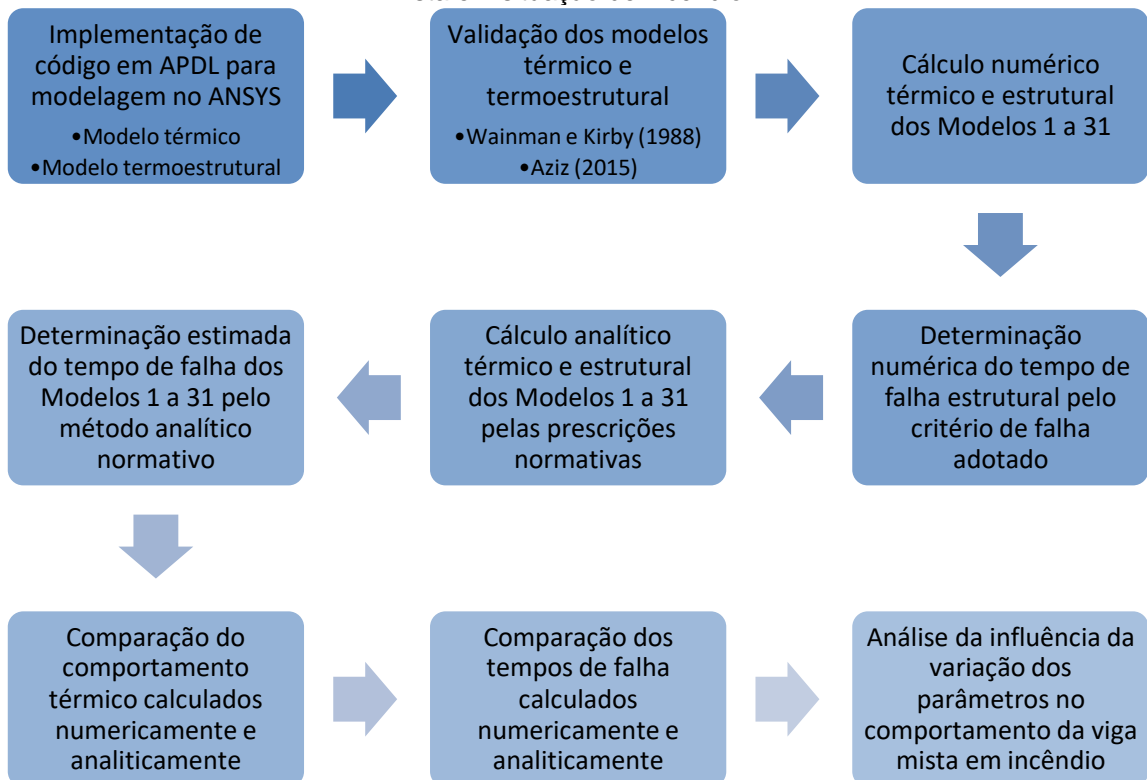 Implementação de
código em APDL para
modelagem no ANSYS
•Modelo térmico
•Modelo termoestrutural
Validação dos modelos
térmico e
termoestrutural
•Wainman e Kirby (1988)
•Aziz (2015)
Cálculo numérico
térmico e estrutural
dos Modelos 1 a 31
Determinação
numérica do tempo de
falha estrutural pelo
critério de falha
adotado
Cálculo analítico
térmico e estrutural
dos Modelos 1 a 31
pelas prescrições
normativas
Determinação estimada
do tempo de falha dos
Modelos 1 a 31 pelo
método analítico
normativo
Comparação do
comportamento
térmico calculados
numericamente e
analiticamente
Comparação dos
tempos de falha
calculados
numericamente e
analiticamente
Análise da influência da
variação dos
parâmetros no
comportamento da viga
mista em incêndio